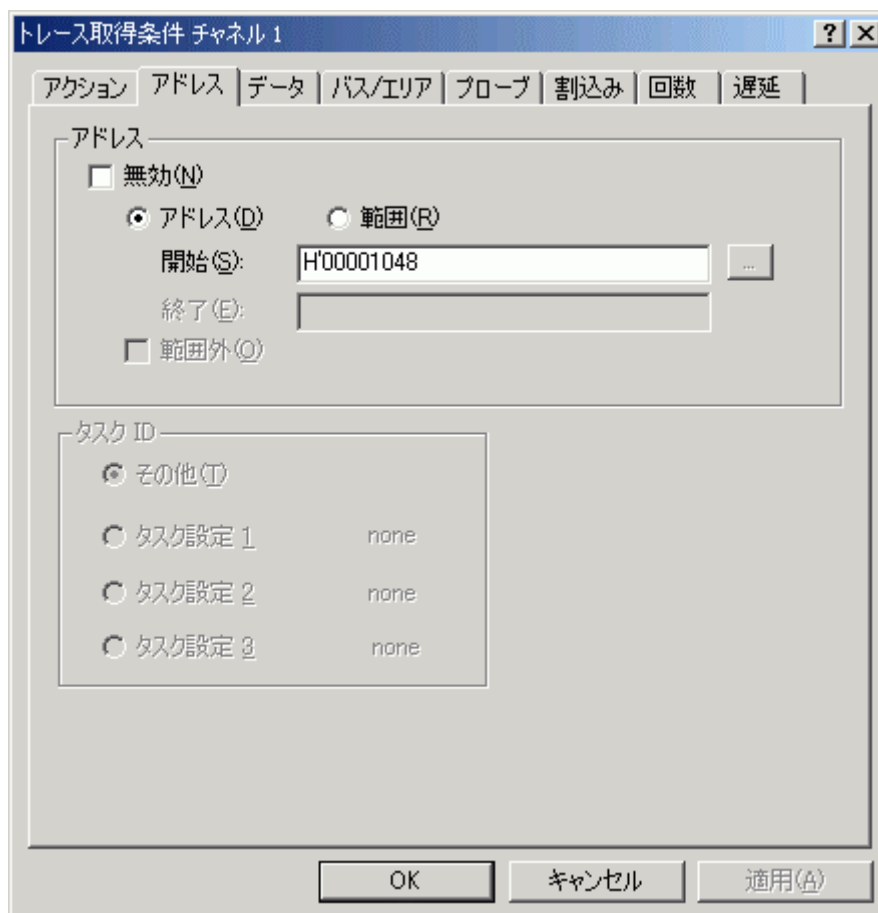 トレース取得条件 チャネル 1
アクション アドレス データ バス/エリア プローブ 割込み 回数 遅延
アドレス
無効(N)
アドレス(D) 範囲(R)
開始(S): H'00001048 ...
終了(E):
範囲外(O)
タスク ID
その他(T)
タスク設定 1 none
タスク設定 2 none
タスク設定 3 none
OK キャンセル 適用(A)